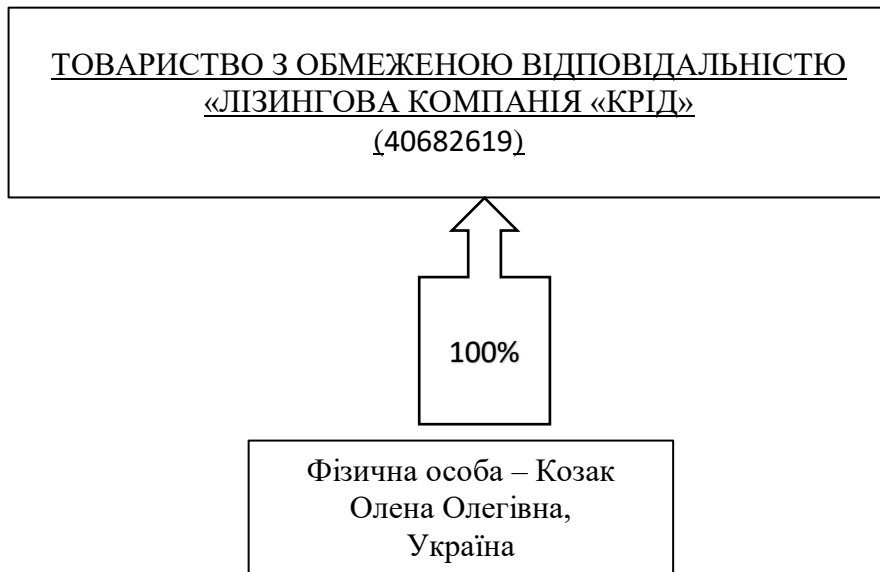 ТОВАРИСТВО З ОБМЕЖЕНОЮ ВІДПОВІДАЛЬНІСТЮ
«ЛІЗИНГОВА КОМПАНІЯ «КРІД»
(40682619)
100%
Фізична особа – Козак
Олена Олегівна,
Україна